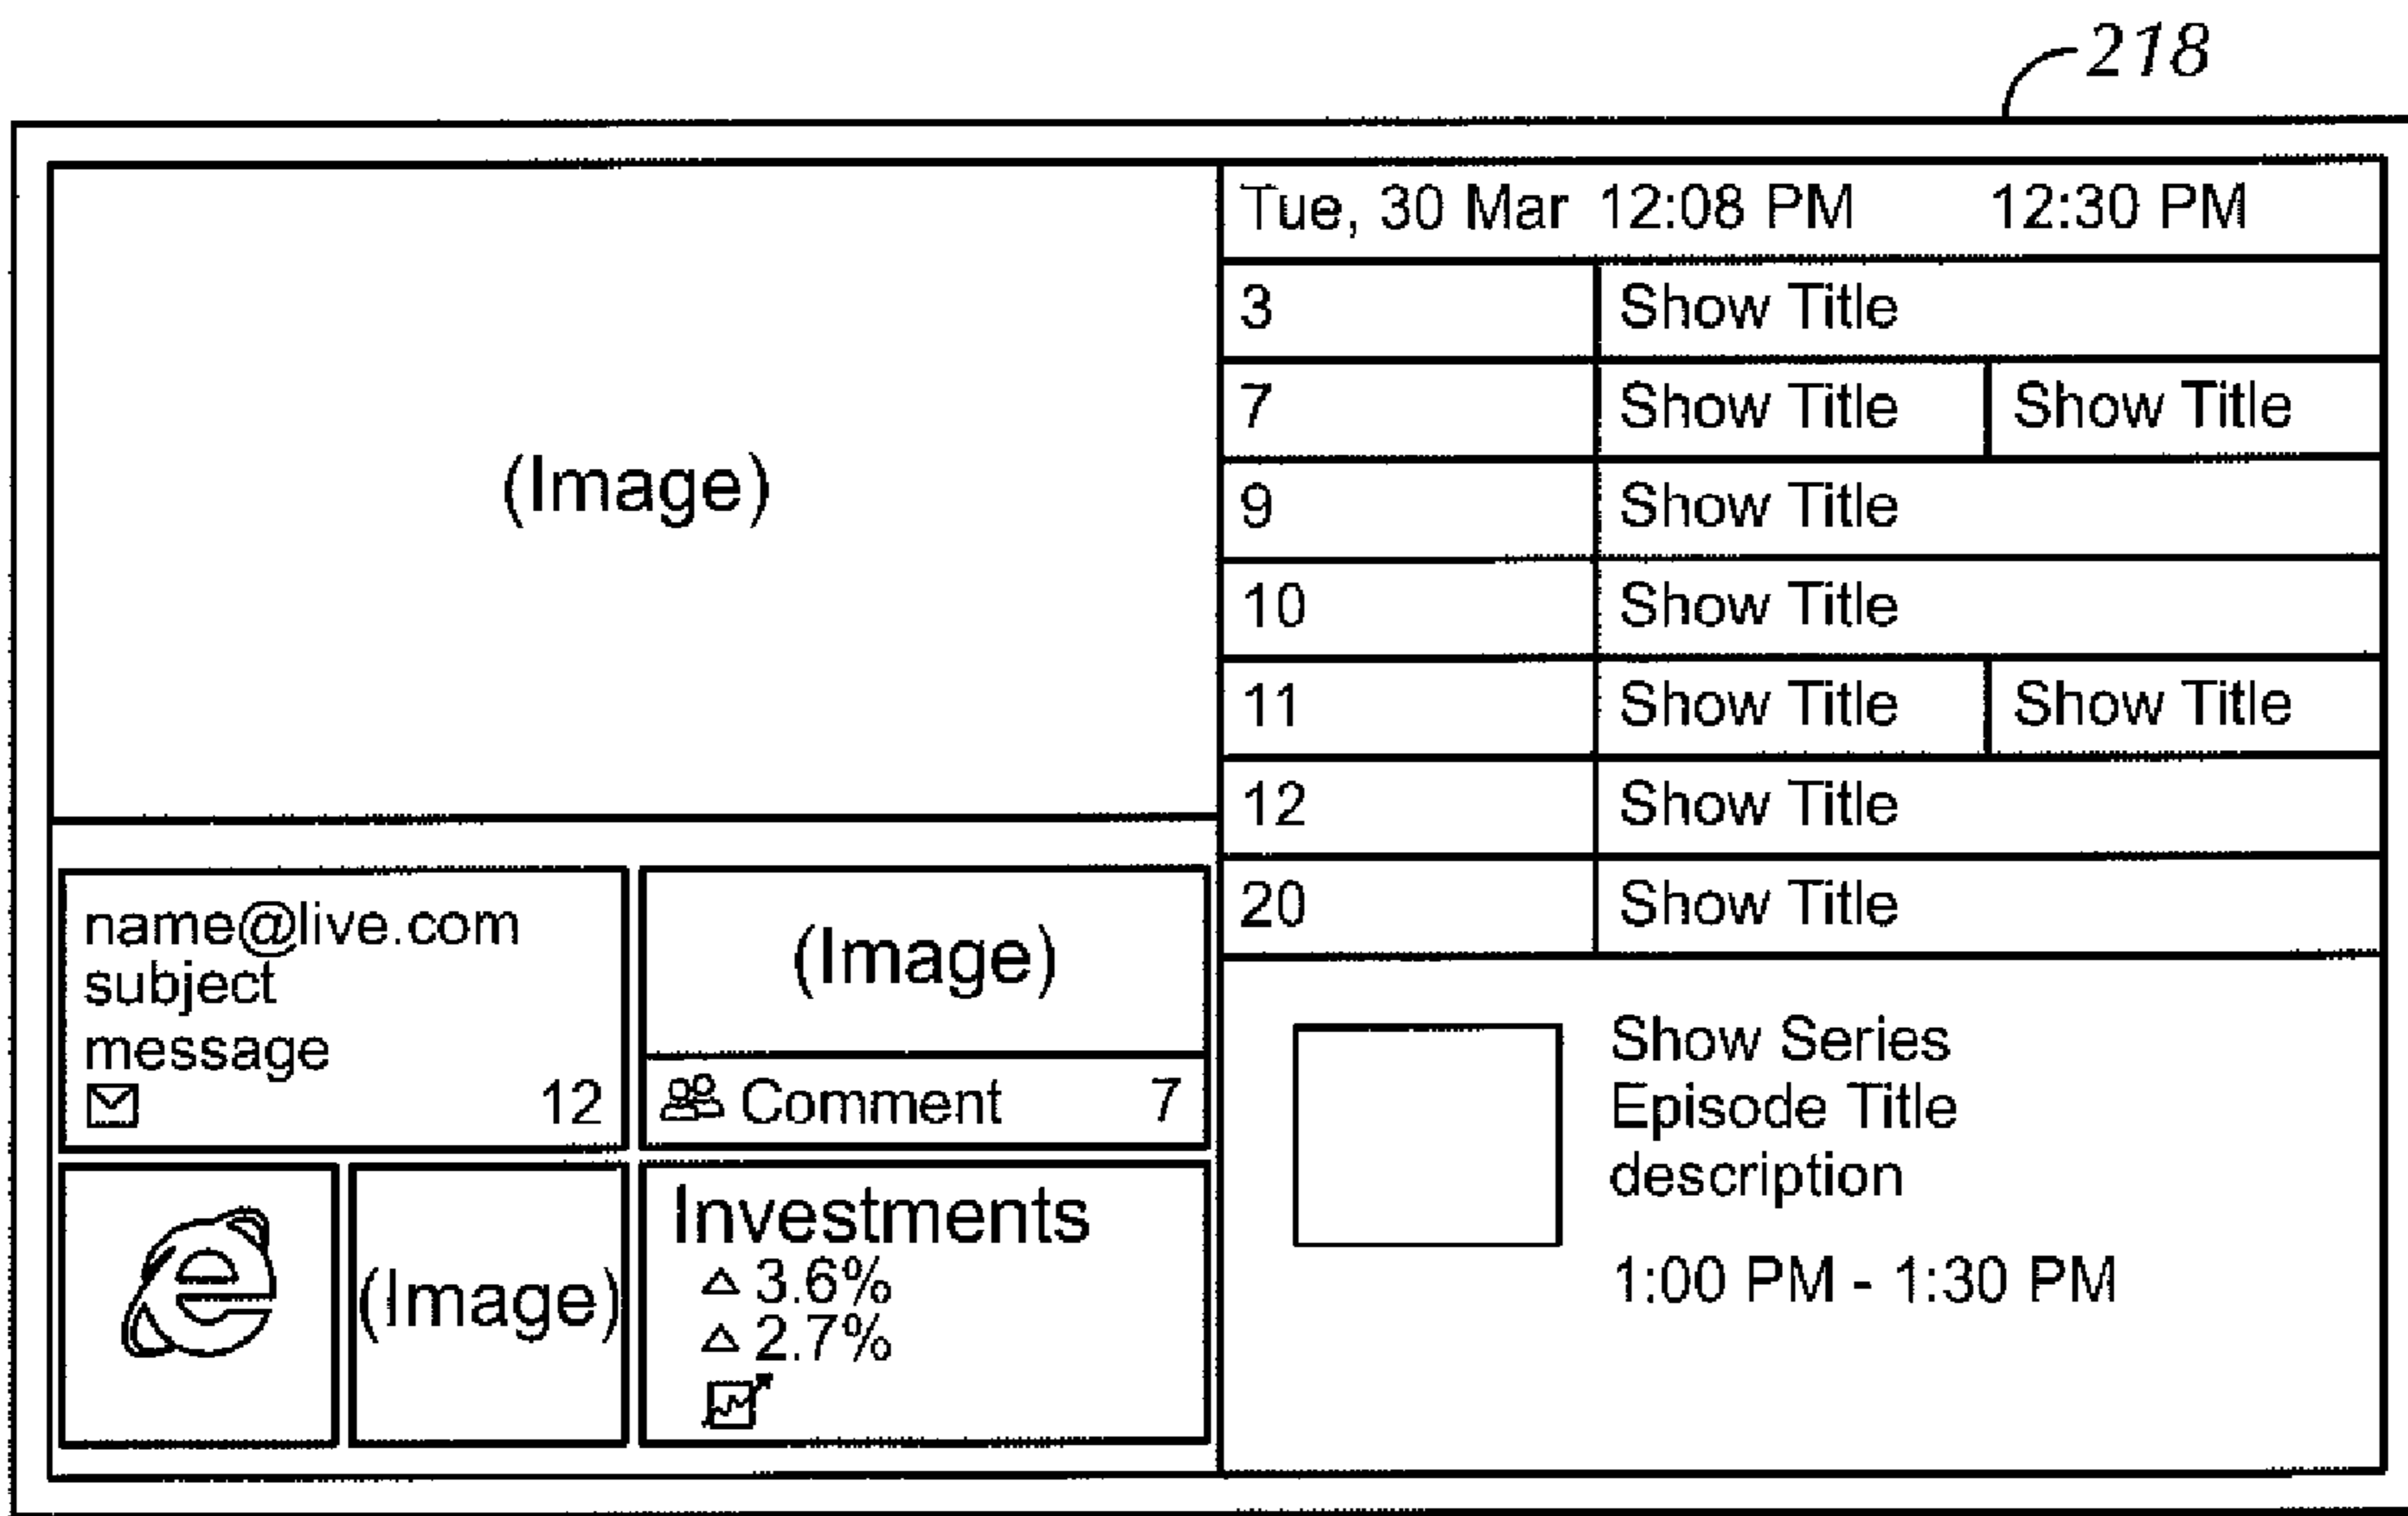 218
(Image)
name@live.com
subject
message
12
(Image)
Comment 7
(Image)
Investments
3.6%
2.7%
Tue, 30 Mar 12:08 PM 12:30 PM
3 Show Title
7 Show Title Show Title
9 Show Title
10 Show Title
11 Show Title Show Title
12 Show Title
20 Show Title
Show Series
Episode Title
description
1:00 PM - 1:30 PM